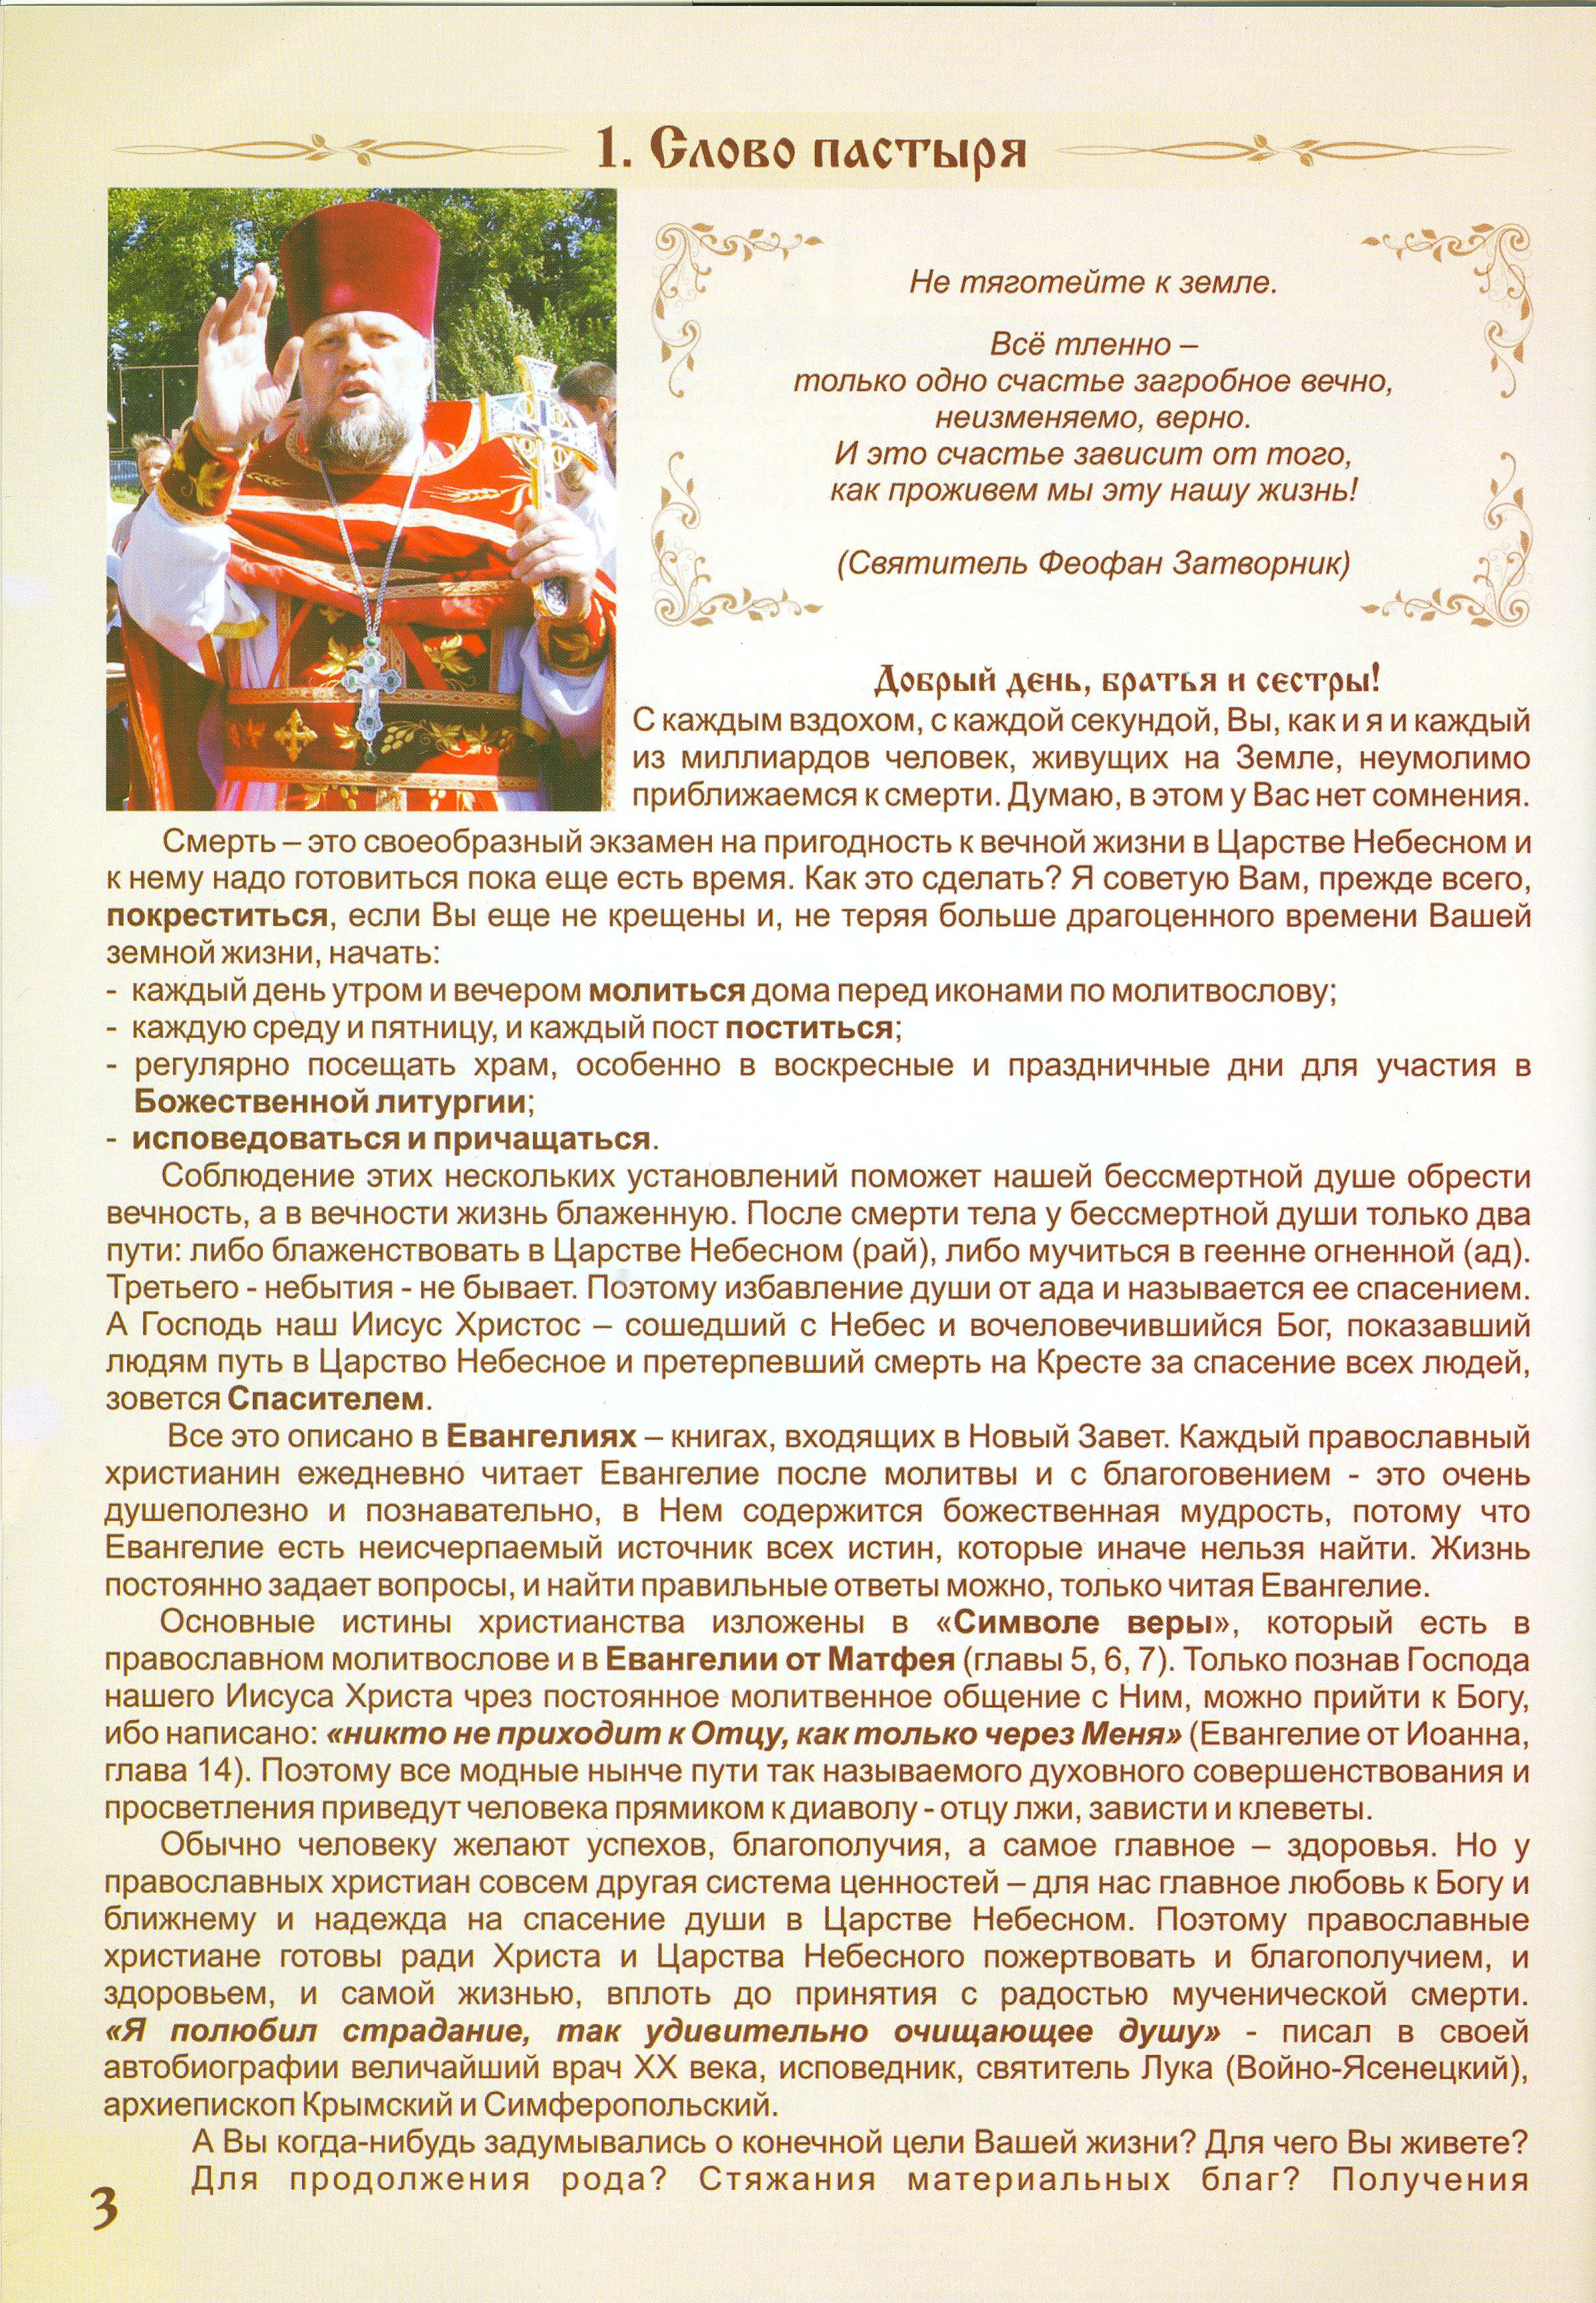 1. Слово пастыря
Не тяготейте к земле.
Всё тленно –
только одно счастье загробное вечно,
неизменяемо, верно.
И это счастье зависит от того,
как проживем мы эту нашу жизнь!
(Святитель Феофан Затворник)
Добрый день, братья и сестры!
С каждым вздохом, с каждой секундой, Вы, как и я и каждый
из миллиардов человек, живущих на Земле, неумолимо
приближаемся к смерти. Думаю, в этом у Вас нет сомнения.
Смерть – это своеобразный экзамен на пригодность к вечной жизни в Царстве Небесном и
к нему надо готовиться пока еще есть время. Как это сделать? Я советую Вам, прежде всего,
покреститься, если Вы еще не крещены и, не теряя больше драгоценного времени Вашей
земной жизни, начать:
- каждый день утром и вечером молиться дома перед иконами по молитвослову;
- каждую среду и пятницу, и каждый пост поститься;
- регулярно посещать храм, особенно в воскресные и праздничные дни для участия в
Божественной литургии;
- исповедоваться и причащаться.
Соблюдение этих нескольких установлений поможет нашей бессмертной душе обрести
вечность, а в вечности жизнь блаженную. После смерти тела у бессмертной души только два
пути: либо блаженствовать в Царстве Небесном (рай), либо мучиться в геенне огненной (ад).
Третьего - небытия - не бывает. Поэтому избавление души от ада и называется ее спасением.
А Господь наш Иисус Христос – сошедший с Небес и вочеловечившийся Бог, показавший
людям путь в Царство Небесное и претерпевший смерть на Кресте за спасение всех людей,
зовется Спасителем.
Все это описано в Евангелиях – книгах, входящих в Новый Завет. Каждый православный
христианин ежедневно читает Евангелие после молитвы и с благоговением - это очень
душеполезно и познавательно, в Нем содержится божественная мудрость, потому что
Евангелие есть неисчерпаемый источник всех истин, которые иначе нельзя найти. Жизнь
постоянно задает вопросы, и найти правильные ответы можно, только читая Евангелие.
Основные истины христианства изложены в «Символе веры», который есть в
православном молитвослове и в Евангелии от Матфея (главы 5, 6, 7). Только познав Господа
нашего Иисуса Христа чрез постоянное молитвенное общение с Ним, можно прийти к Богу,
ибо написано: «никто не приходит к Отцу, как только через Меня» (Евангелие от Иоанна,
глава 14). Поэтому все модные нынче пути так называемого духовного совершенствования и
просветления приведут человека прямиком к диаволу - отцу лжи, зависти и клеветы.
Обычно человеку желают успехов, благополучия, а самое главное – здоровья. Но у
православных христиан совсем другая система ценностей – для нас главное любовь к Богу и
ближнему и надежда на спасение души в Царстве Небесном. Поэтому православные
христиане готовы ради Христа и Царства Небесного пожертвовать и благополучием, и
здоровьем, и самой жизнью, вплоть до принятия с радостью мученической смерти.
«Я полюбил страдание, так удивительно очищающее душу» - писал в своей
автобиографии величайший врач XX века, исповедник, святитель Лука (Войно-Ясенецкий),
архиепископ Крымский и Симферопольский.
А Вы когда-нибудь задумывались о конечной цели Вашей жизни? Для чего Вы живете?
Для продолжения рода? Стяжания материальных благ? Получения
3